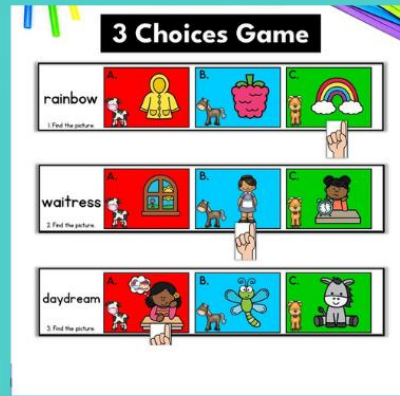 3 Choices Game
A. B. C.
rainbow
1. Find the picture.
A. B. C.
waitress
2. Find the picture.
A. B. C.
daydream
3. Find the picture.